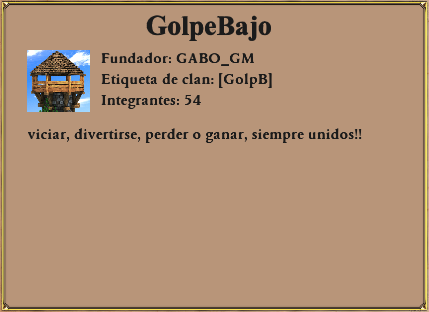 GolpeBajo
Fundador: GABO_GM
Etiqueta de clan: [GolpB]
Integrantes: 54
viciar, divertirse, perder o ganar, siempre unidos!!